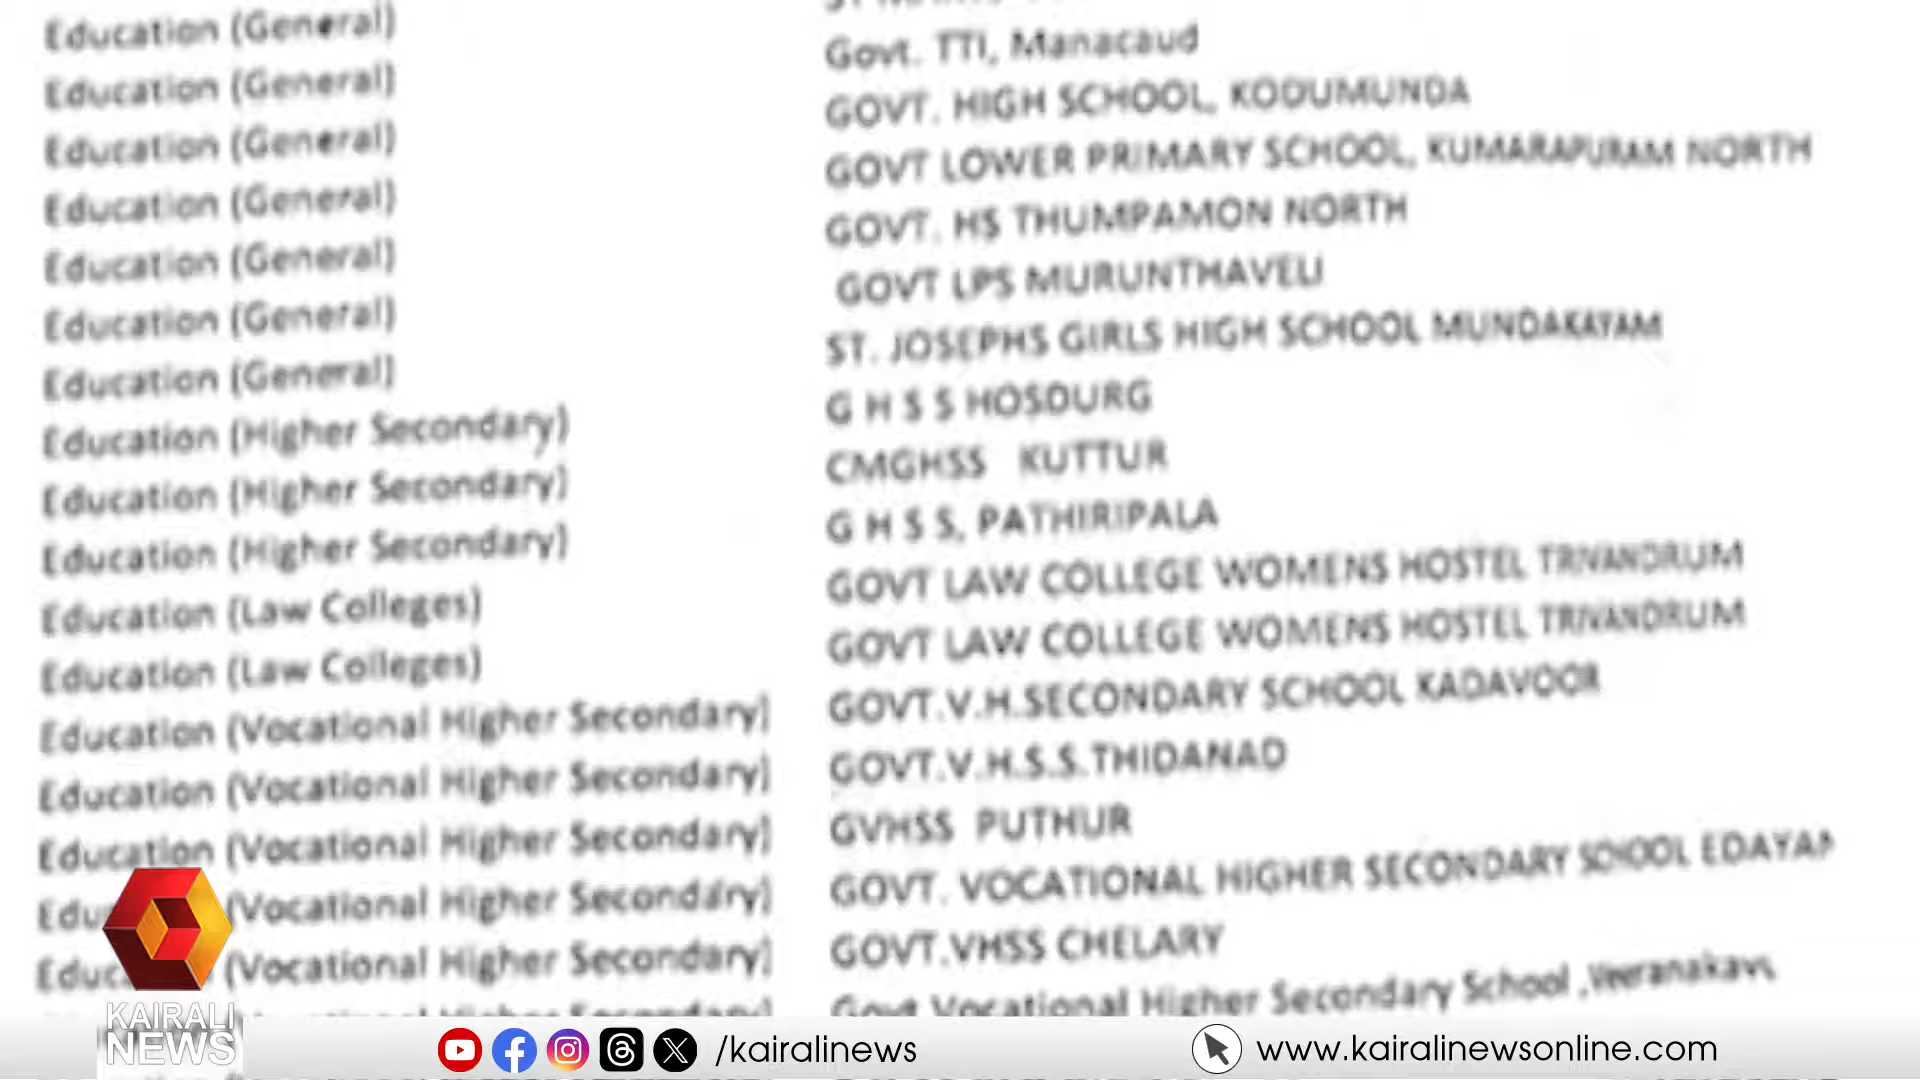 Education (General)
Govt. TTI, Manacaud
Education (General)
GOVT. HIGH SCHOOL, KODUMUNDA
Education (General)
GOVT LOWER PRIMARY SCHOOL, KUMARAPURAM NORTH
Education (General)
GOVT. HS THUMPAMON NORTH
Education (General)
GOVT LPS MURUNTHAVELI
Education (General)
ST. JOSEPHS GIRLS HIGH SCHOOL MUNDAKAYAM
Education (General)
G H S S HOSDURG
Education (Higher Secondary)
CMGHSS KUTTUR
Education (Higher Secondary)
G H S S, PATHIRIPALA
Education (Higher Secondary)
GOVT LAW COLLEGE WOMENS HOSTEL TRIVANDRUM
Education (Law Colleges)
GOVT LAW COLLEGE WOMENS HOSTEL TRIVANDRUM
Education (Law Colleges)
GOVT.V.H.SECONDARY SCHOOL KADAVOOR
Education (Vocational Higher Secondary)
GOVT.V.H.S.S.THIDANAD
Education (Vocational Higher Secondary)
GVHSS PUTHUR
Education (Vocational Higher Secondary)
GOVT. VOCATIONAL HIGHER SECONDARY SCHOOL
(Vocational Higher Secondary)
GOVT.VHSS CHELARY
(Vocational Higher Secondary)
Govt Vocational Higher Secondary School ,
Higher Secondary)
KAIRALI
NEWS
/kairalinews
www.kairalinewsonline.com